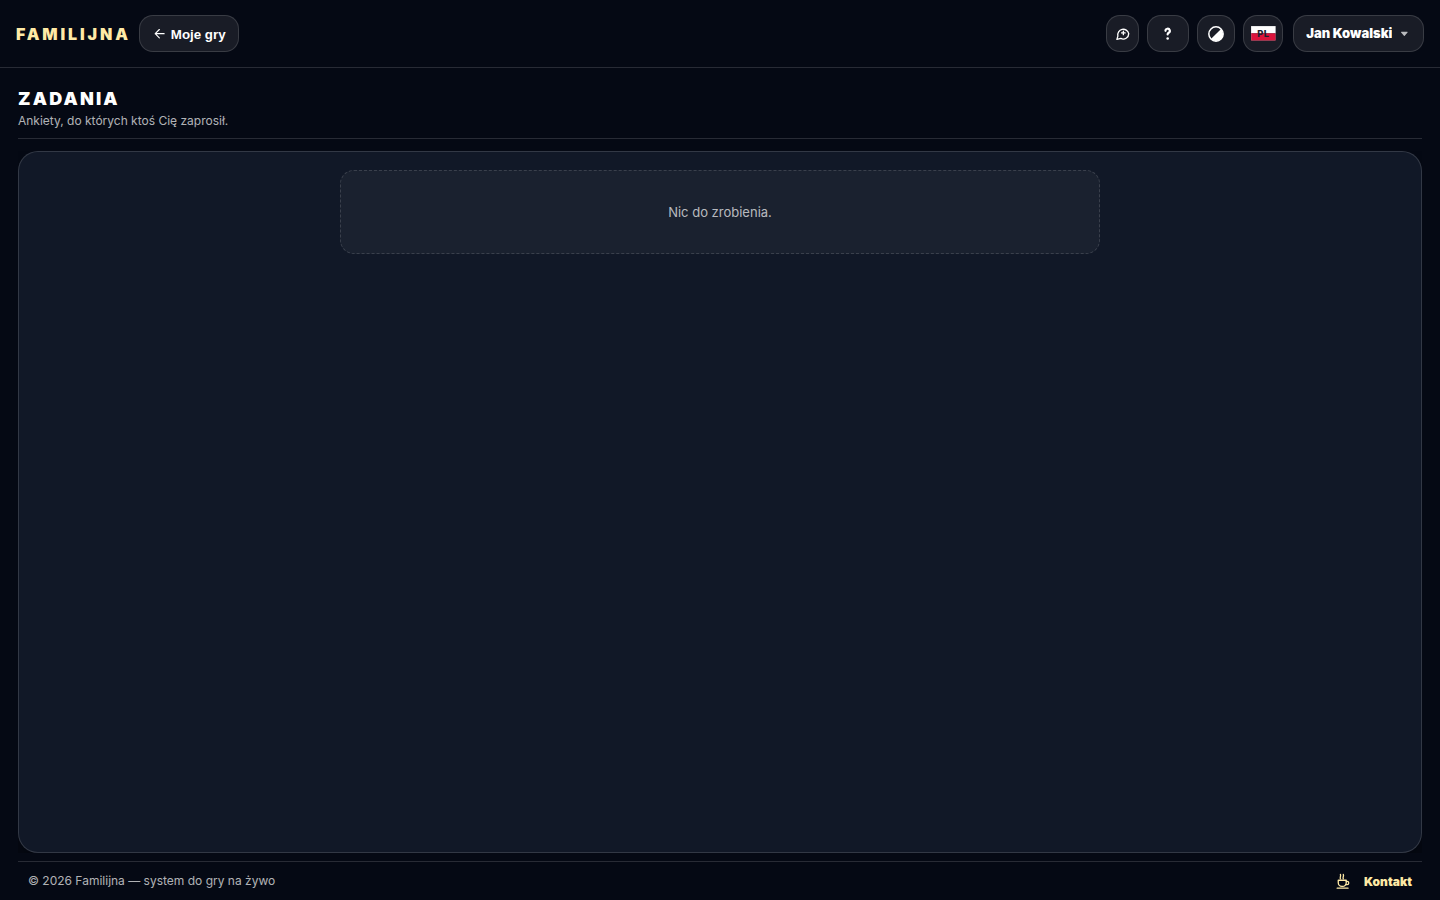 FAMILIJNA
← Moje gry
?
PL
Jan Kowalski
ZADANIA
Ankiety, do których ktoś Cię zaprosił.
Nic do zrobienia.
© 2026 Familijna — system do gry na żywo
Kontakt